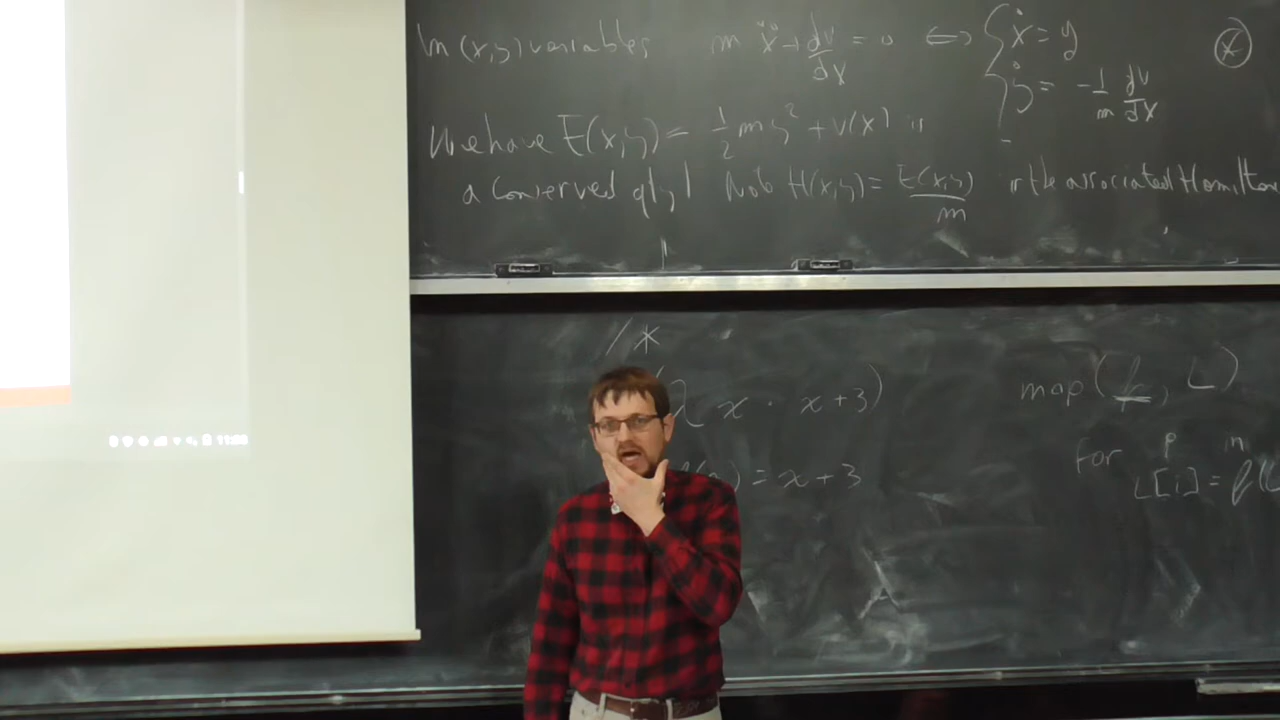 In (x,y) variables m ẍ + dV/dx = 0 ⟺ { ẋ = y
ẏ = -1/m dV/dx
(*)
We have E(x,y) = 1/2 m y² + V(x) is
a conserved qty! Note H(x,y) = E(x,y)/m is the associated Hamilton
/*
(λ x . x+3)
= x+3
map(f, L)
for i in
L[i] = f(L